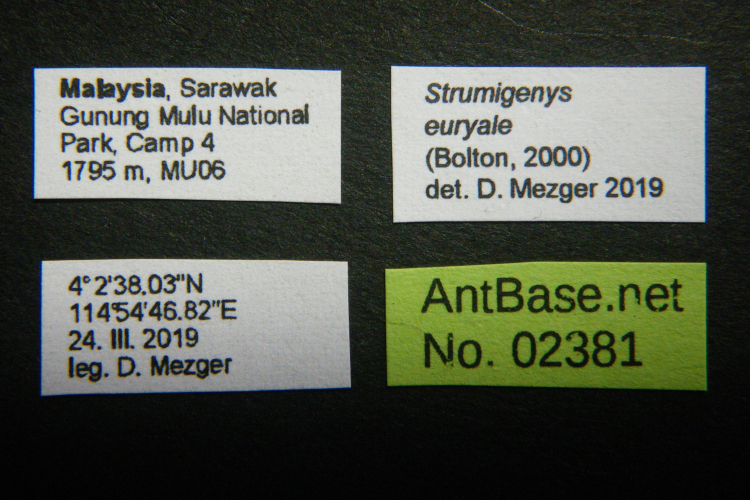 Malaysia, Sarawak
Gunung Mulu National
Park, Camp 4
1795 m, MU06
Strumigenys
euryale
(Bolton, 2000)
det. D. Mezger 2019
4°2'38.03"N
114°54'46.82"E
24. III. 2019
leg. D. Mezger
AntBase.net
No. 02381